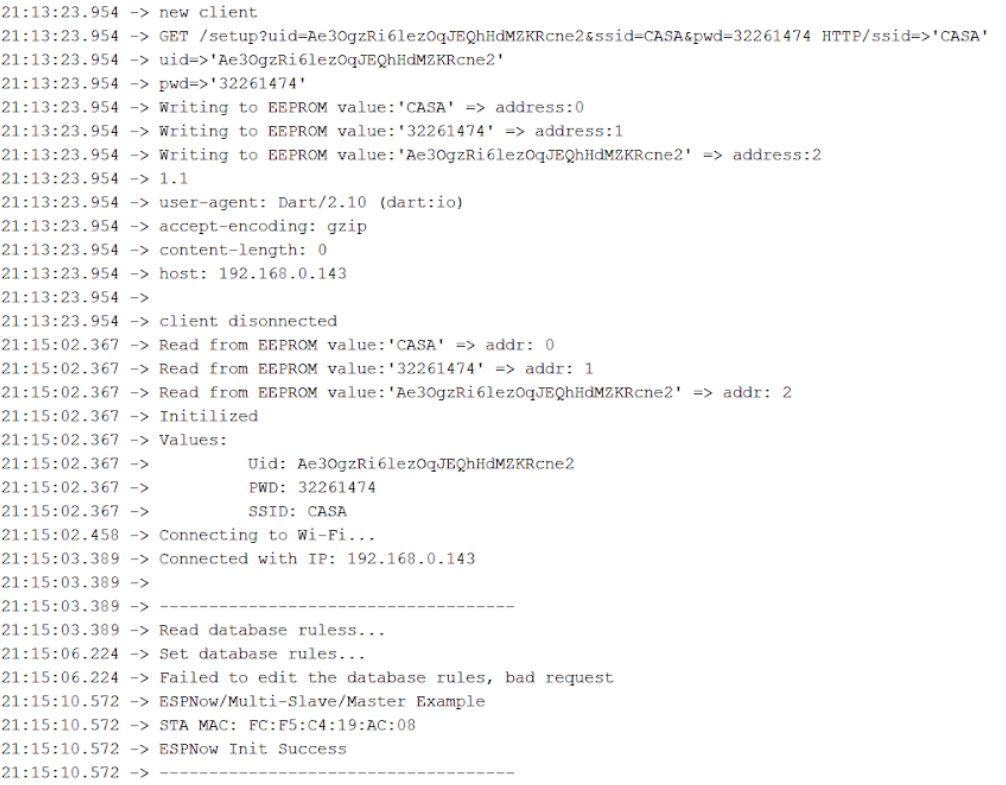 21:13:23.954 -> new client
21:13:23.954 -> GET /setup?uid=Ae3OgzRi6lezOqJEQhHdMZKRcne2&ssid=CASA&pwd=32261474 HTTP/ssid=>'CASA'
21:13:23.954 -> uid=>'Ae3OgzRi6lezOqJEQhHdMZKRcne2'
21:13:23.954 -> pwd=>'32261474'
21:13:23.954 -> Writing to EEPROM value:'CASA' => address:0
21:13:23.954 -> Writing to EEPROM value:'32261474' => address:1
21:13:23.954 -> Writing to EEPROM value:'Ae3OgzRi6lezOqJEQhHdMZKRcne2' => address:2
21:13:23.954 -> 1.1
21:13:23.954 -> user-agent: Dart/2.10 (dart:io)
21:13:23.954 -> accept-encoding: gzip
21:13:23.954 -> content-length: 0
21:13:23.954 -> host: 192.168.0.143
21:13:23.954 ->
21:13:23.954 -> client disonnected
21:15:02.367 -> Read from EEPROM value:'CASA' => addr: 0
21:15:02.367 -> Read from EEPROM value:'32261474' => addr: 1
21:15:02.367 -> Read from EEPROM value:'Ae3OgzRi6lezOqJEQhHdMZKRcne2' => addr: 2
21:15:02.367 -> Initilized
21:15:02.367 -> Values:
21:15:02.367 -> Uid: Ae3OgzRi6lezOqJEQhHdMZKRcne2
21:15:02.367 -> PWD: 32261474
21:15:02.367 -> SSID: CASA
21:15:02.458 -> Connecting to Wi-Fi...
21:15:03.389 -> Connected with IP: 192.168.0.143
21:15:03.389 ->
21:15:03.389 -> ------------------------------------
21:15:03.389 -> Read database ruless...
21:15:06.224 -> Set database rules...
21:15:06.224 -> Failed to edit the database rules, bad request
21:15:10.572 -> ESPNow/Multi-Slave/Master Example
21:15:10.572 -> STA MAC: FC:F5:C4:19:AC:08
21:15:10.572 -> ESPNow Init Success
21:15:10.572 -> ------------------------------------